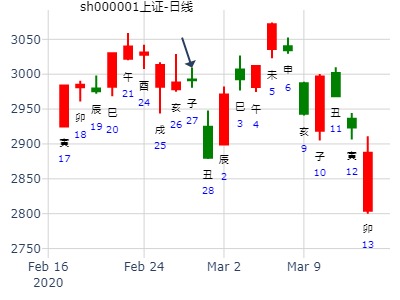 sh000001上证-日线
3050
3000
2950
2900
2850
2800
2750
寅
17
卯
18
辰
19
巳
20
午
21
酉
24
戌
25
亥
26
子
27
丑
28
辰
2
巳
3
午
4
未
5
申
6
亥
9
子
10
丑
11
寅
12
卯
13
Feb 16
2020
Feb 24
Mar 2
Mar 9